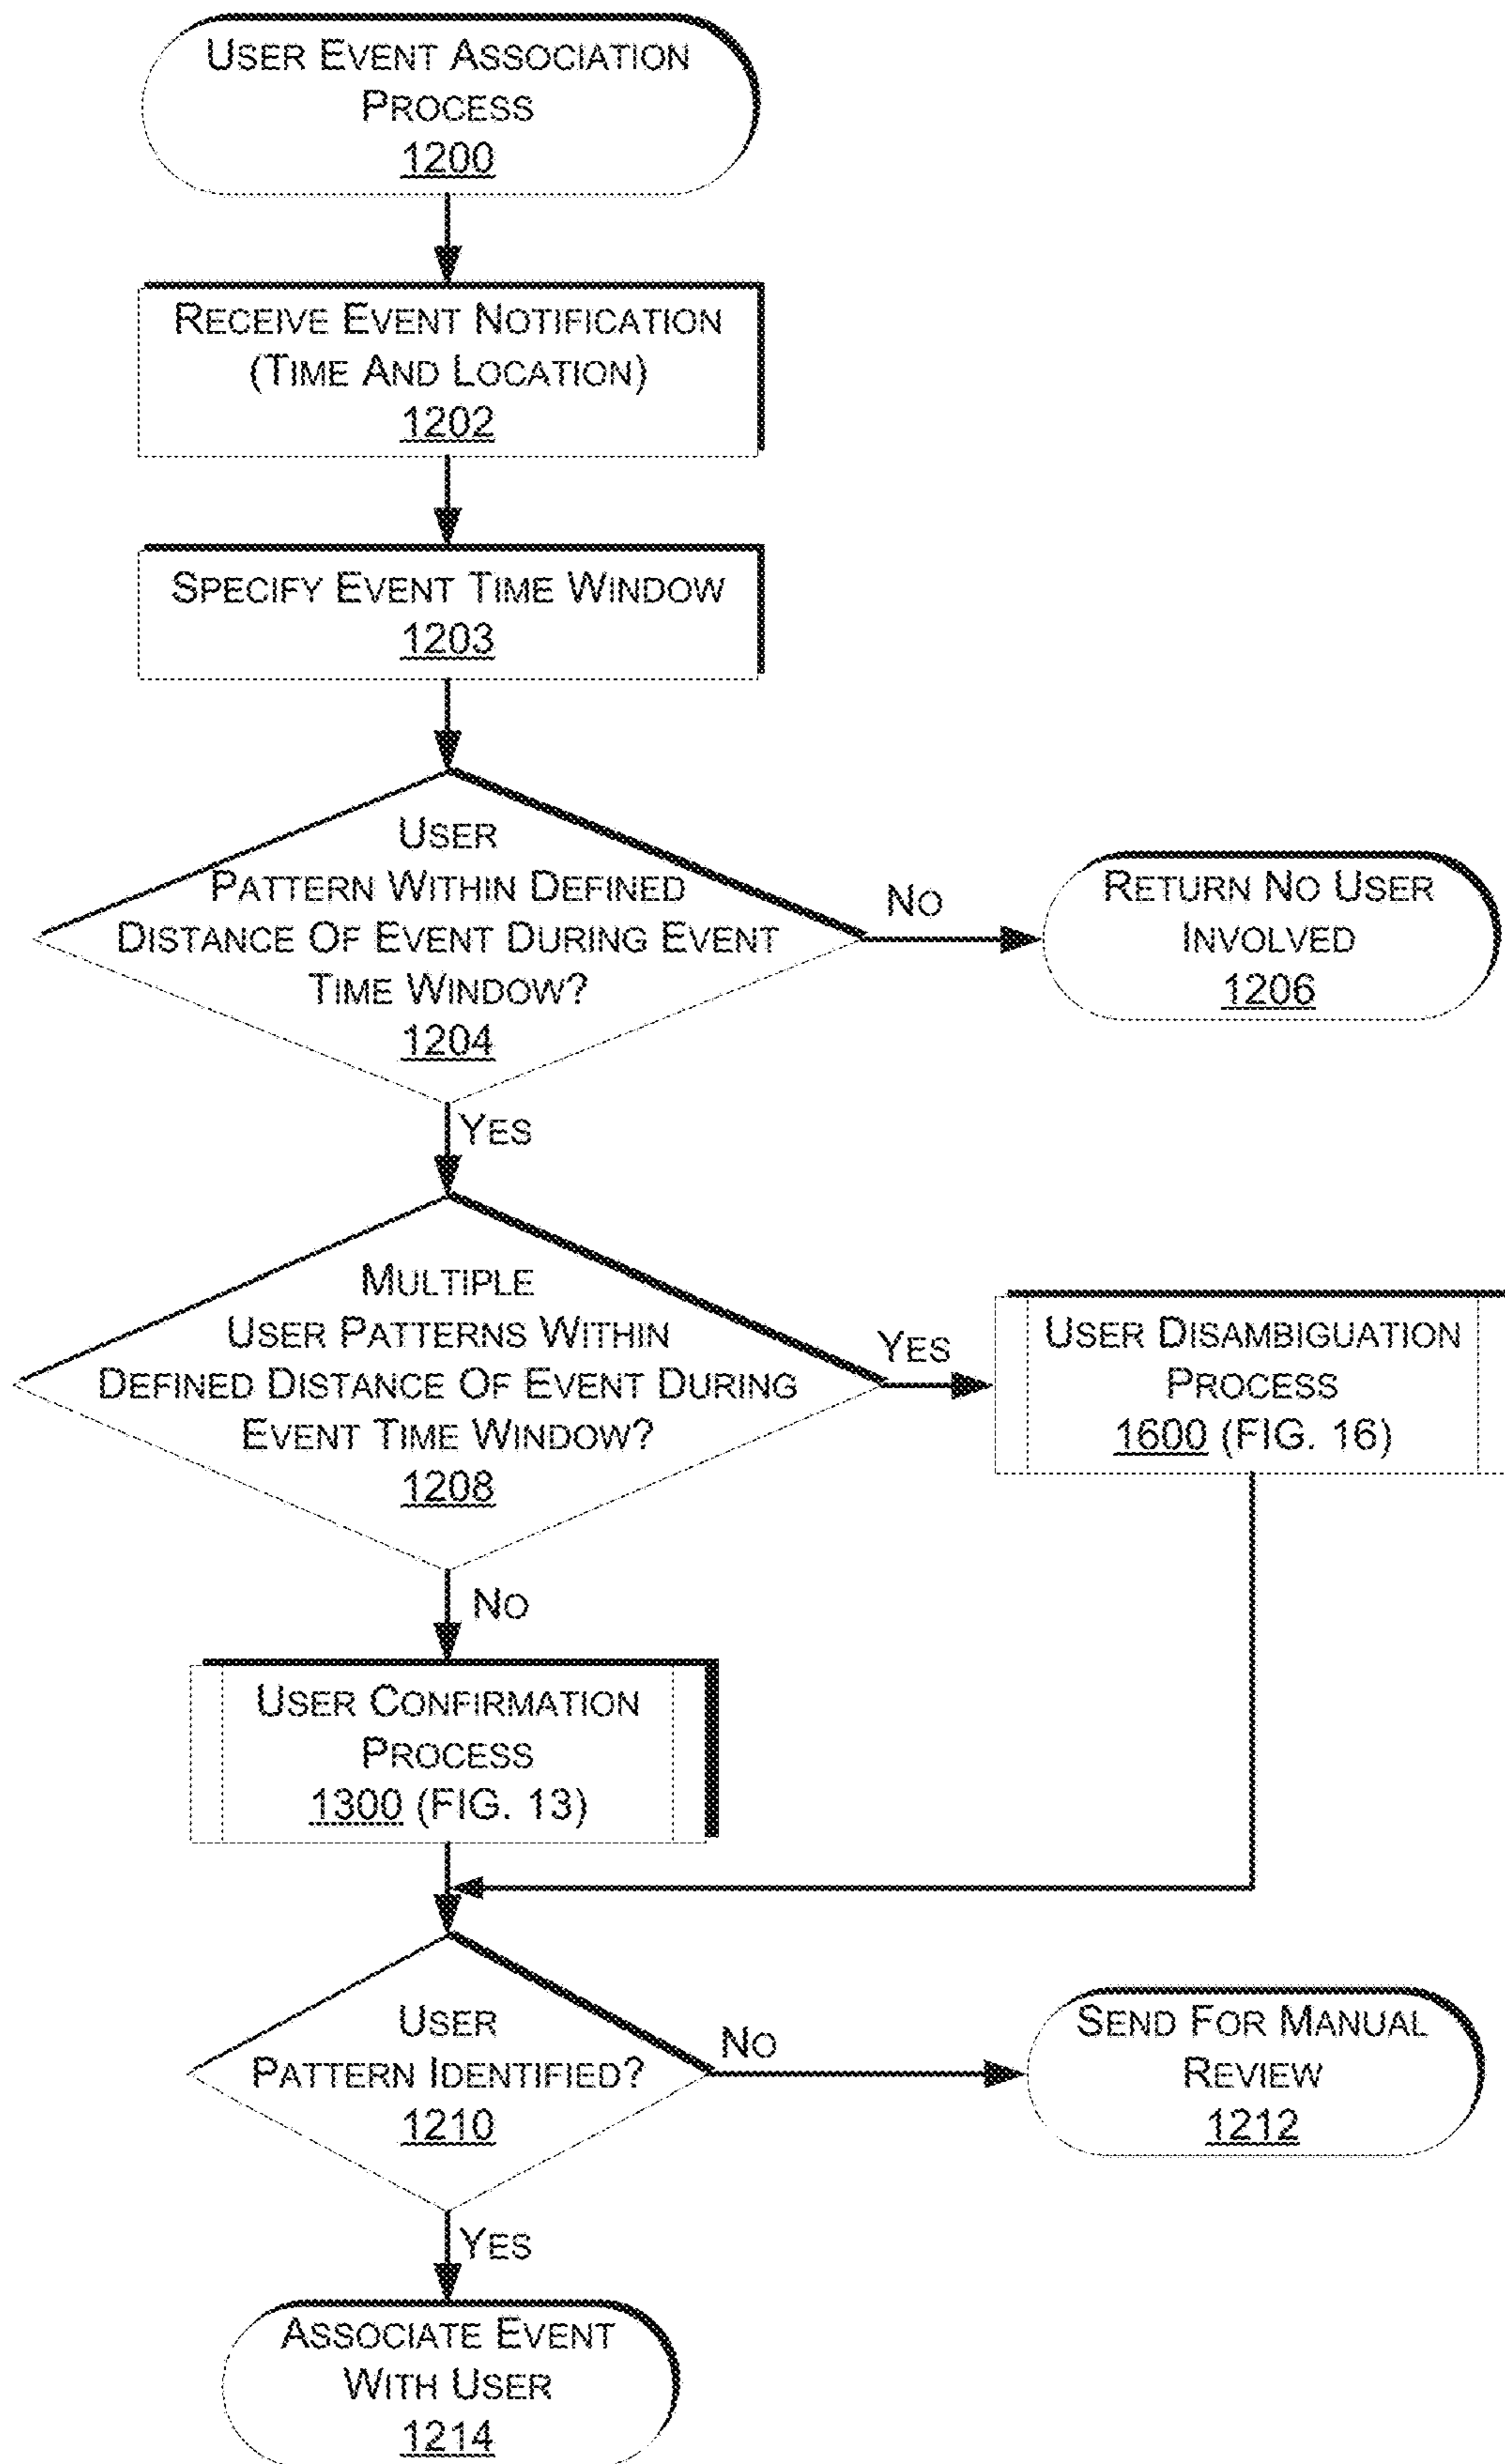 USER EVENT ASSOCIATION
PROCESS
1200
RECEIVE EVENT NOTIFICATION
(TIME AND LOCATION)
1202
SPECIFY EVENT TIME WINDOW
1203
USER
PATTERN WITHIN DEFINED
DISTANCE OF EVENT DURING EVENT
TIME WINDOW?
1204
NO
RETURN NO USER
INVOLVED
1206
YES
MULTIPLE
USER PATTERNS WITHIN
DEFINED DISTANCE OF EVENT DURING
EVENT TIME WINDOW?
1208
YES
USER DISAMBIGUATION
PROCESS
1600 (FIG. 16)
NO
USER CONFIRMATION
PROCESS
1300 (FIG. 13)
USER
PATTERN IDENTIFIED?
1210
NO
SEND FOR MANUAL
REVIEW
1212
YES
ASSOCIATE EVENT
WITH USER
1214